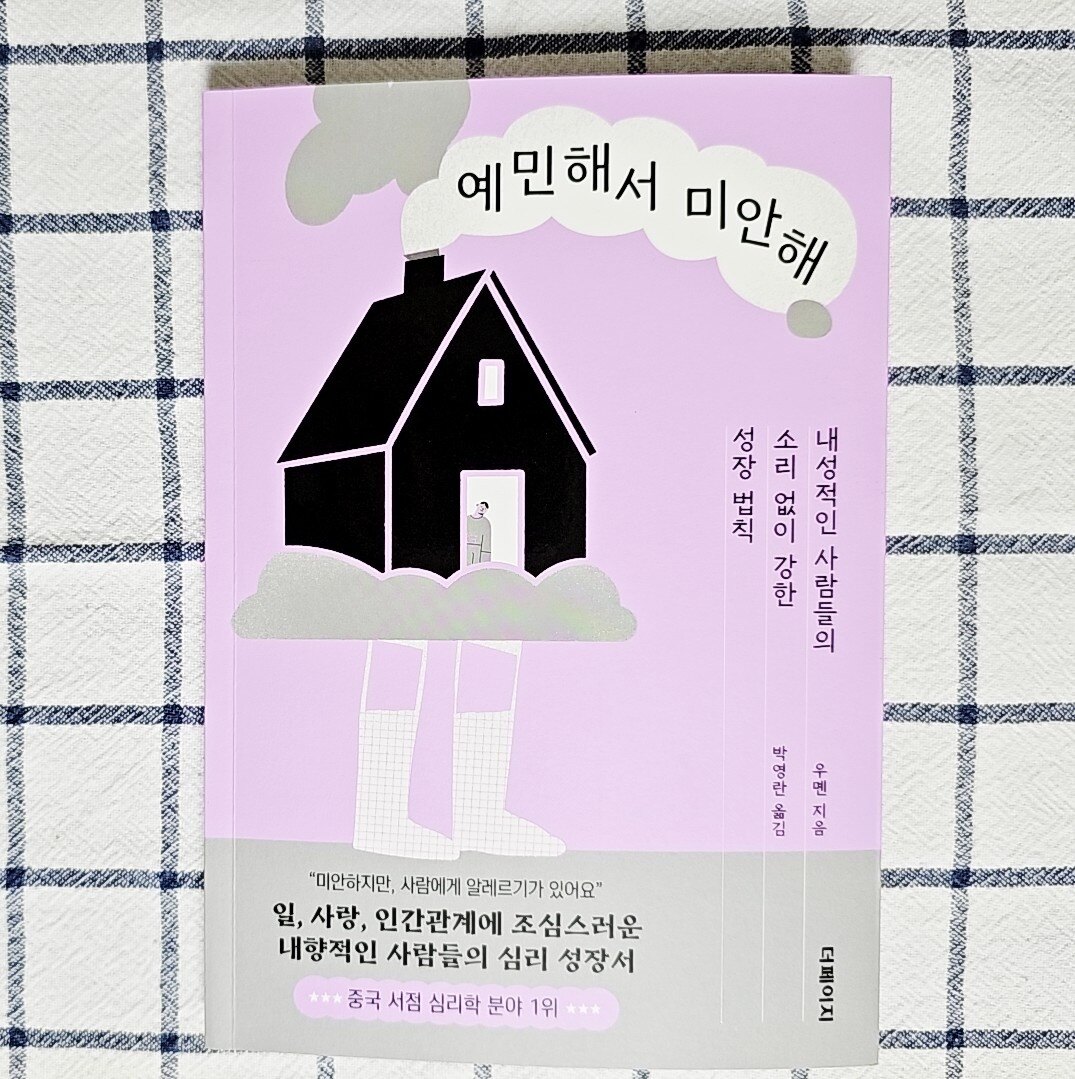 예민해서 미안해
내성적인 사람들의
소리 없이 강한
성장 법칙
우몐 지음
박영란 옮김
“미안하지만, 사람에게 알레르기가 있어요”
일, 사랑, 인간관계에 조심스러운
내향적인 사람들의 심리 성장서
★★★ 중국 서점 심리학 분야 1위 ★★★
더페이지